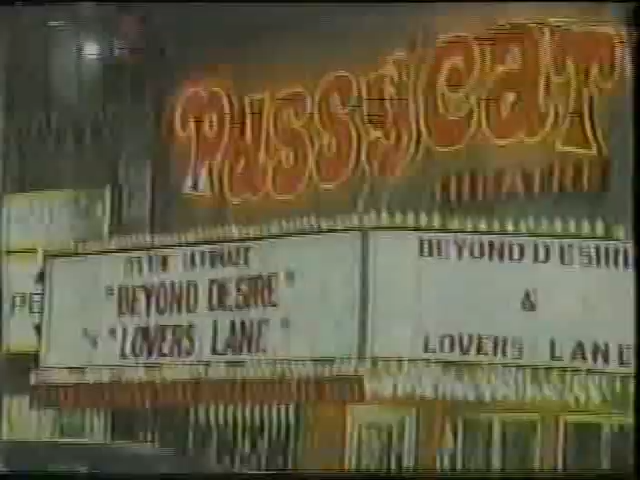 PUSSYCAT
THEATRE
"BEYOND DESIRE"
"LOVERS LANE"
BEYOND DESIRE
&
LOVERS LANE